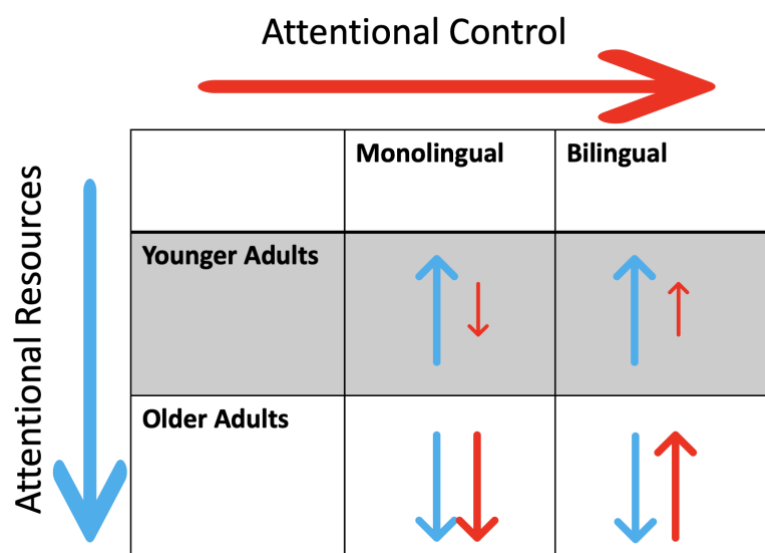 Attentional Control
Attentional Resources
Monolingual
Bilingual
Younger Adults
Older Adults